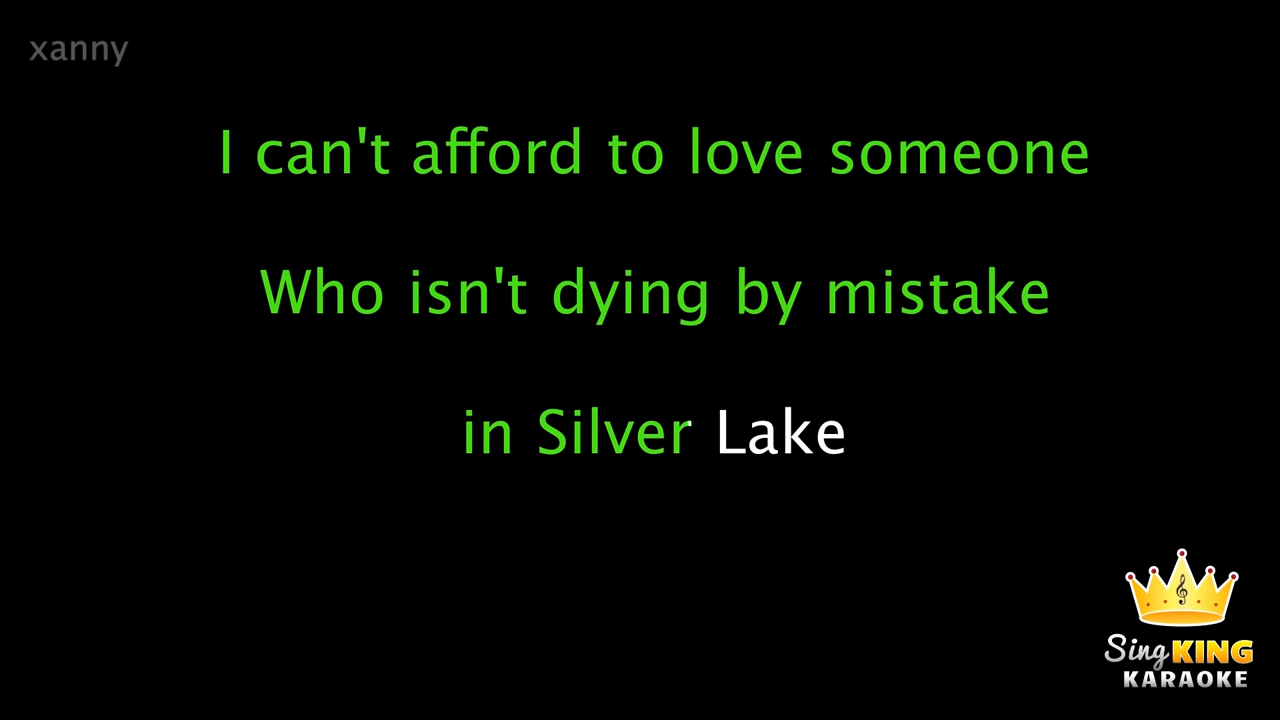 xanny
I can't afford to love someone
Who isn't dying by mistake
in Silver Lake
Sing KING
KARAOKE